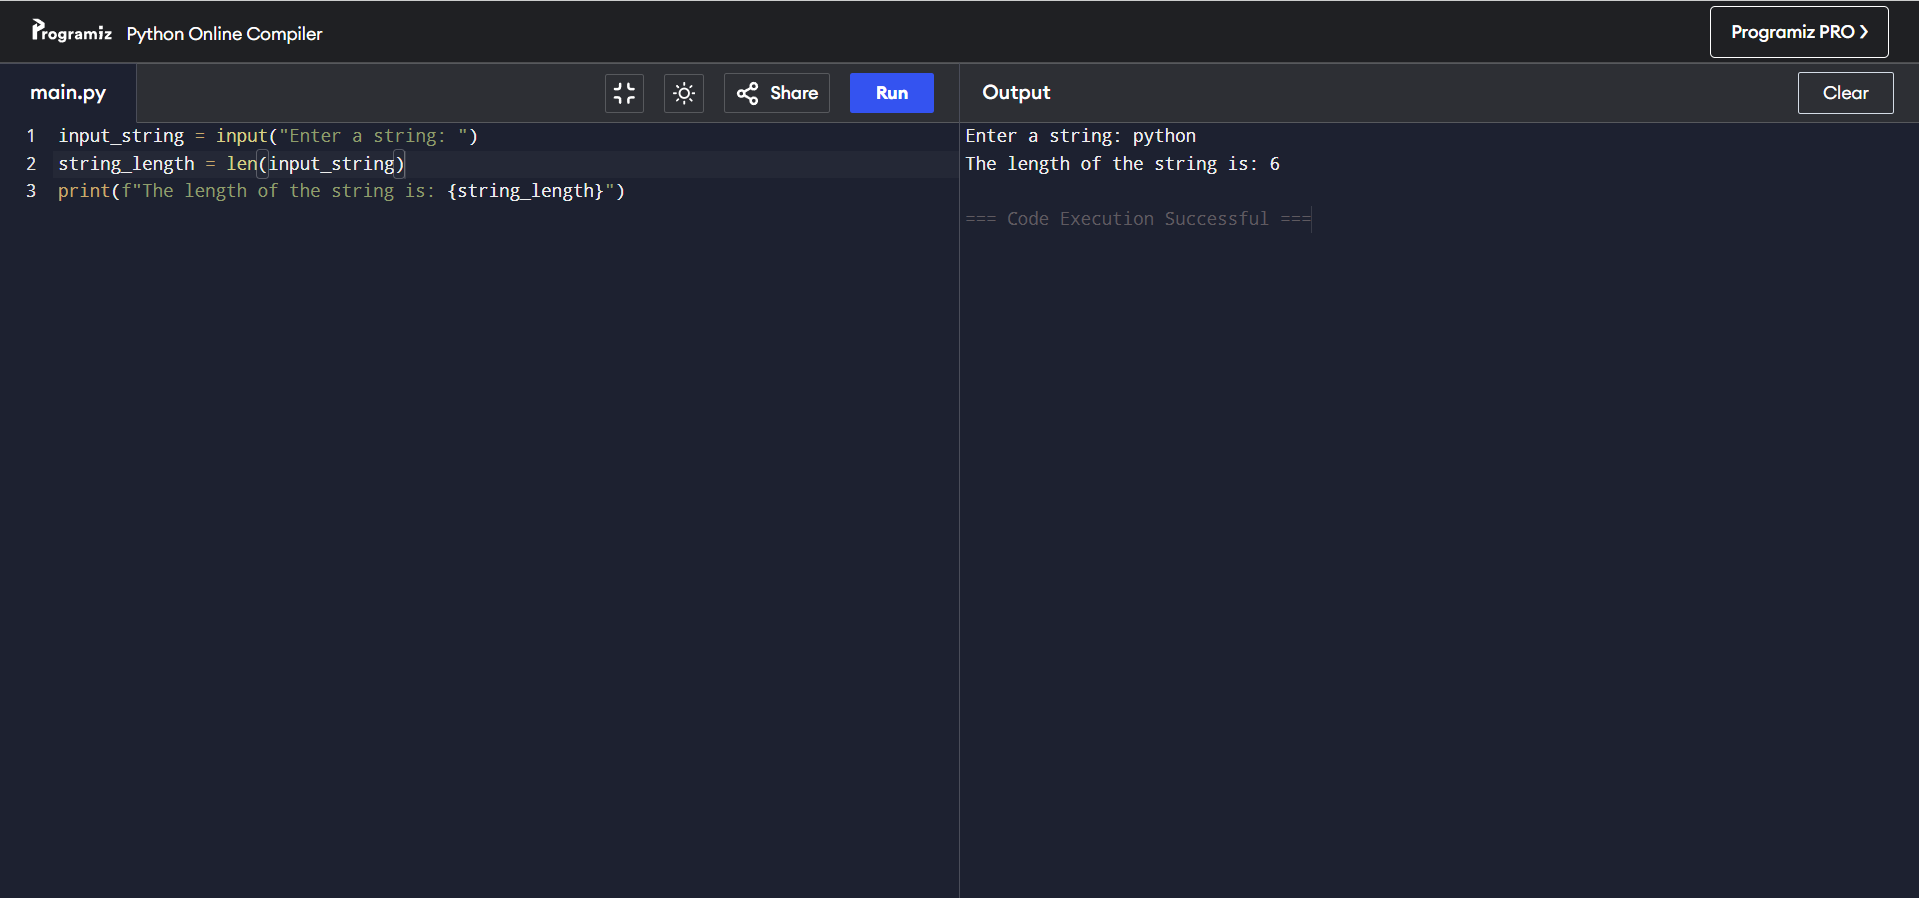 Programiz Python Online Compiler
Programiz PRO ❯
main.py
Share
Run
Output
Clear
1 input_string = input("Enter a string: ")
2 string_length = len(input_string)
3 print(f"The length of the string is: {string_length}")
Enter a string: python
The length of the string is: 6
=== Code Execution Successful ===